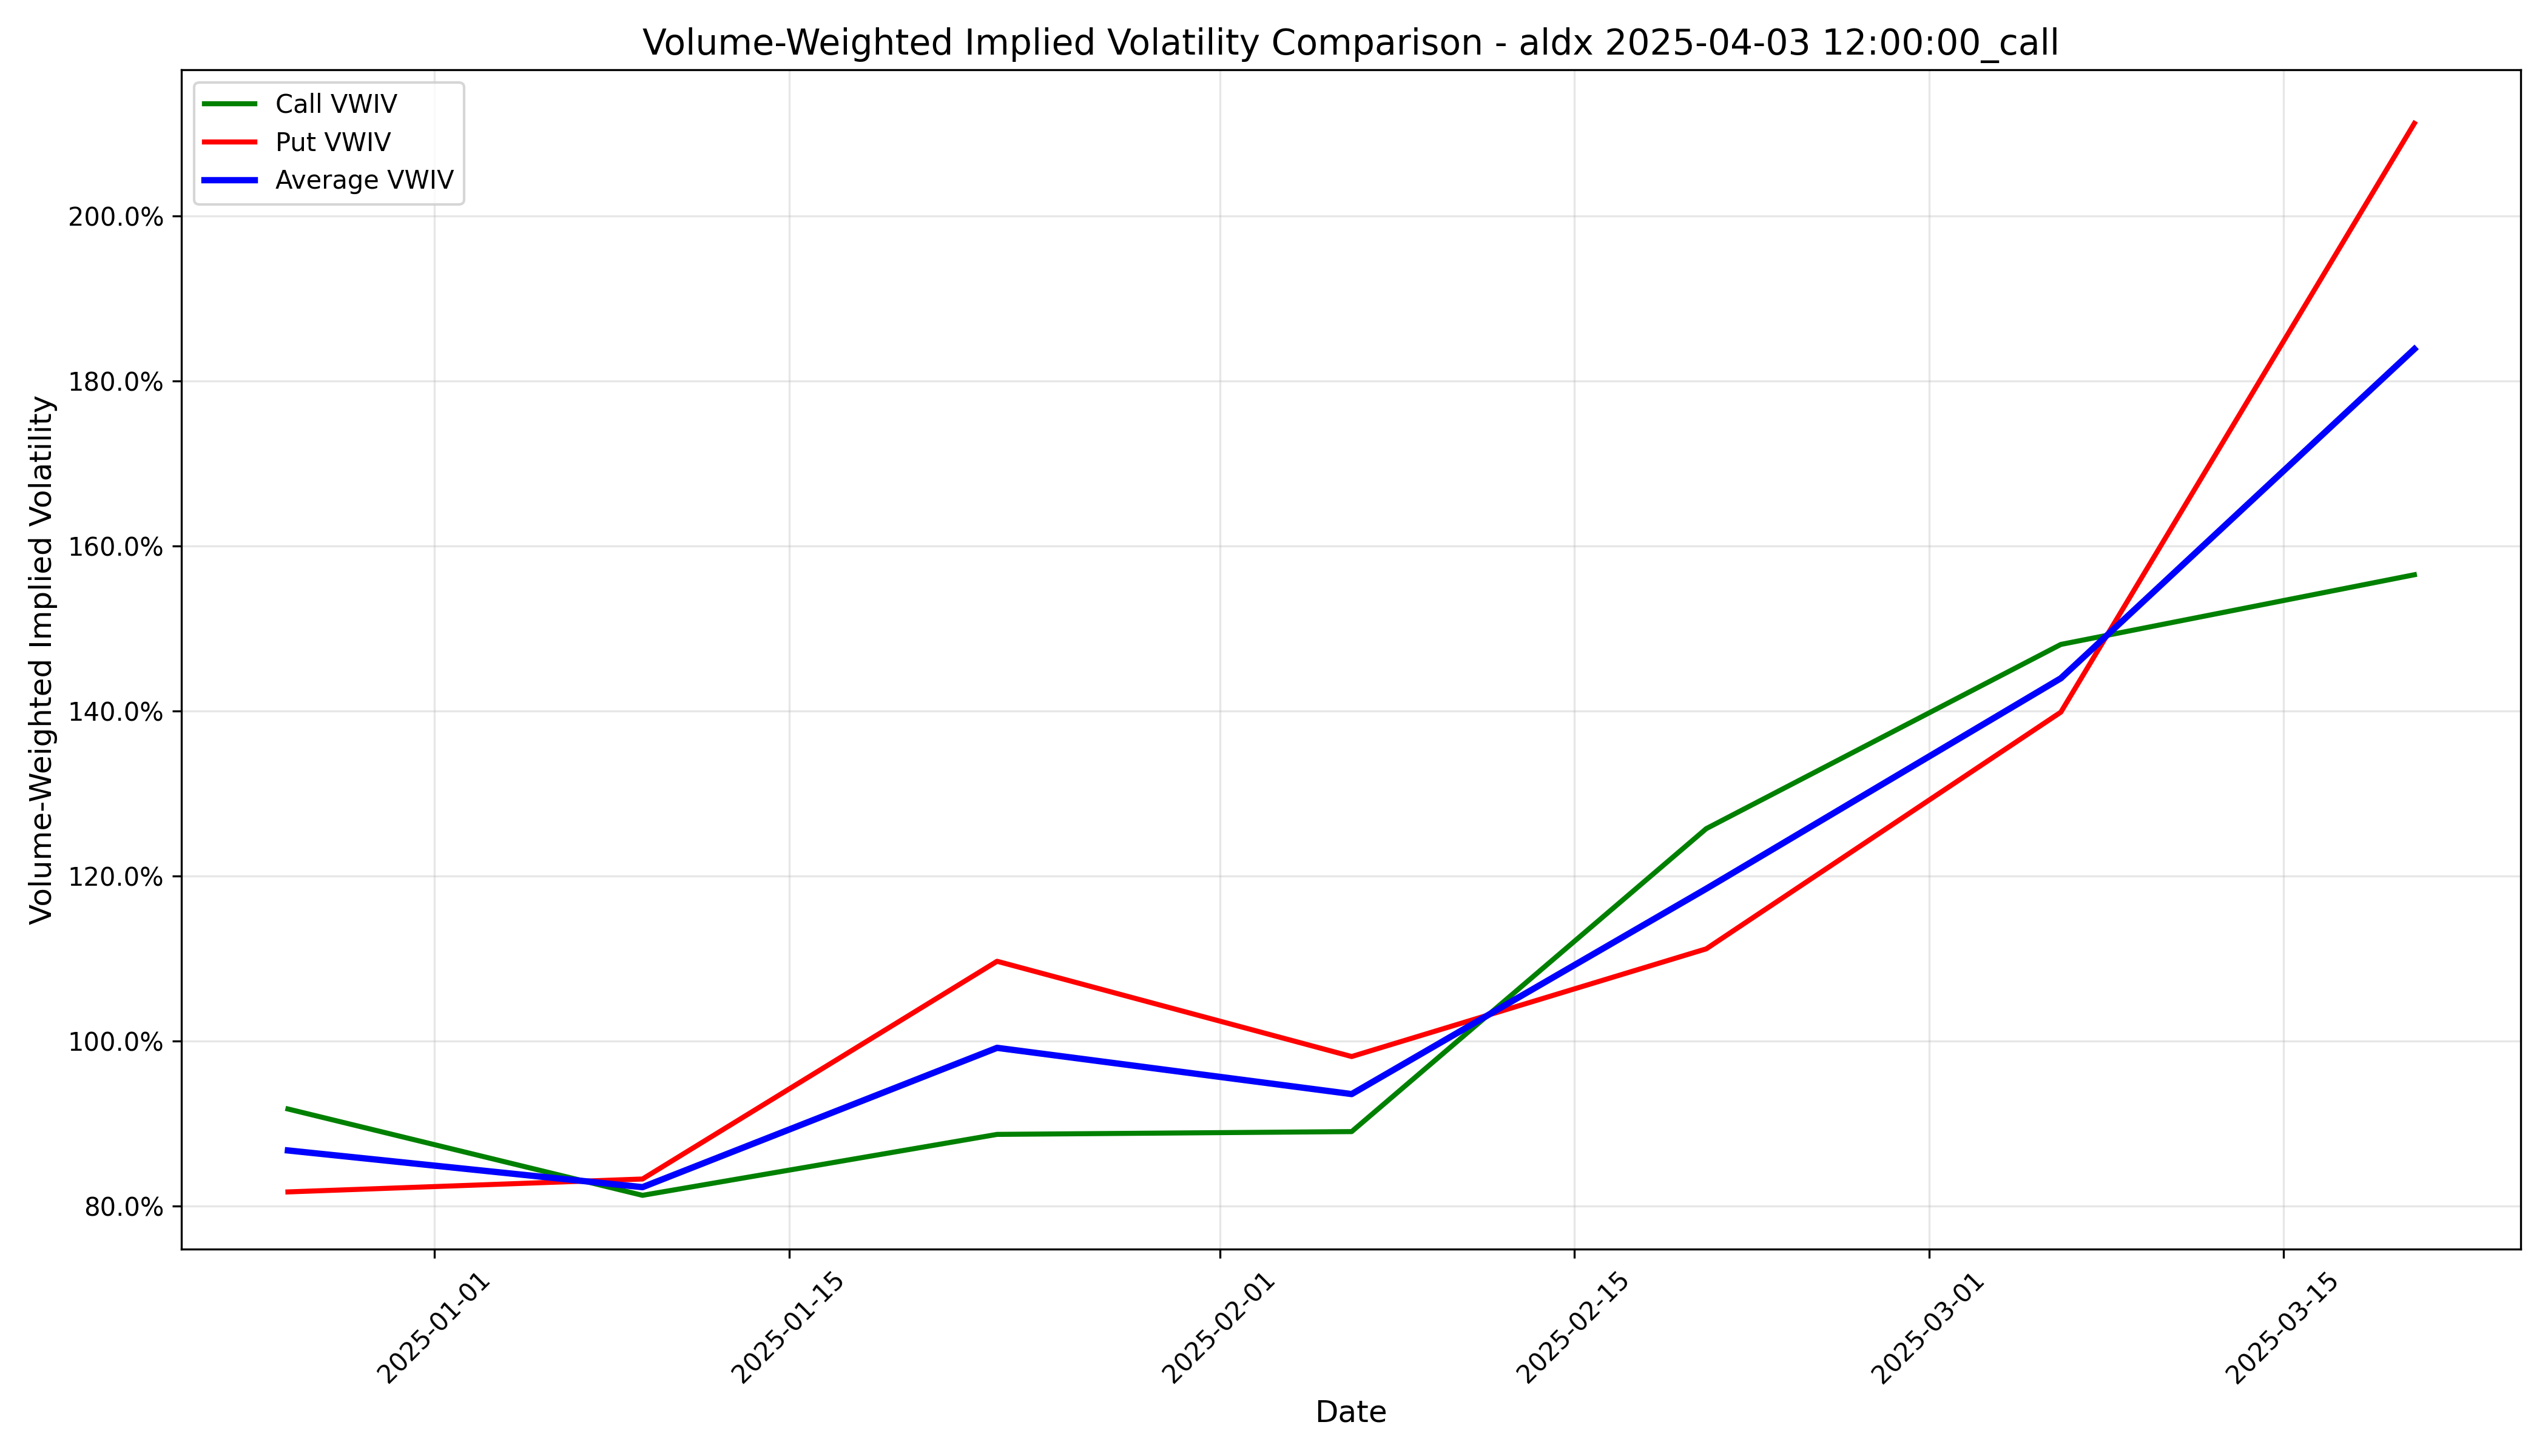 Volume-Weighted Implied Volatility Comparison - aldx 2025-04-03 12:00:00_call
Call VWIV
Put VWIV
Average VWIV
Volume-Weighted Implied Volatility
200.0%
180.0%
160.0%
140.0%
120.0%
100.0%
80.0%
2025-01-01
2025-01-15
2025-02-01
2025-02-15
2025-03-01
2025-03-15
Date